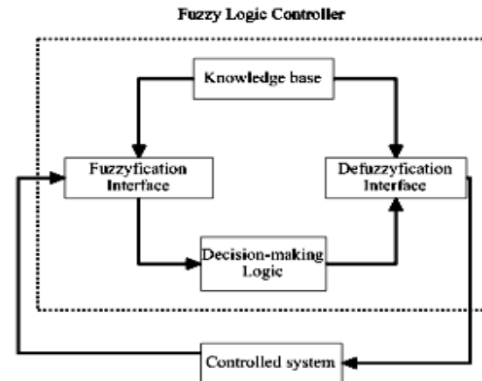 Fuzzy Logic Controller
Knowledge base
Fuzzyfication
Interface
Defuzzyfication
Interface
Decision-making
Logic
Controlled system